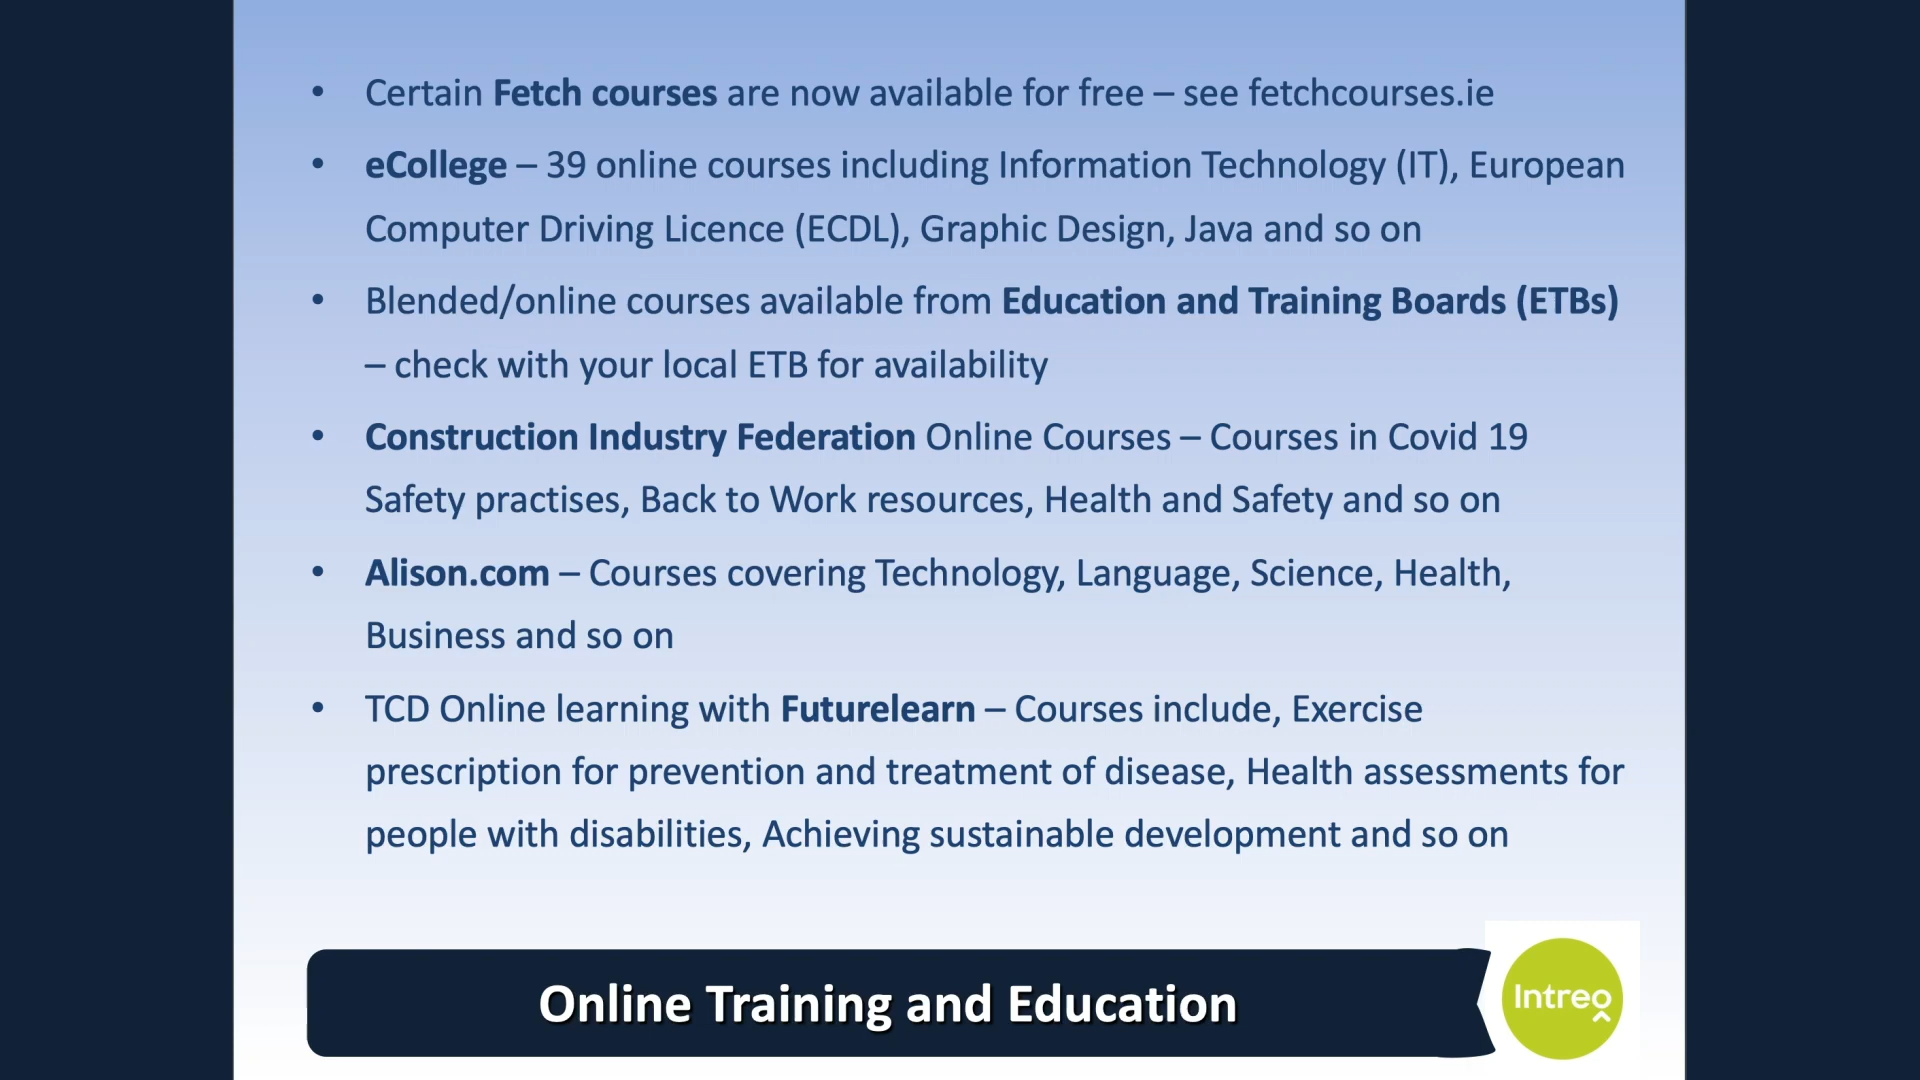 • Certain Fetch courses are now available for free – see fetchcourses.ie
• eCollege – 39 online courses including Information Technology (IT), European
Computer Driving Licence (ECDL), Graphic Design, Java and so on
• Blended/online courses available from Education and Training Boards (ETBs)
– check with your local ETB for availability
• Construction Industry Federation Online Courses – Courses in Covid 19
Safety practises, Back to Work resources, Health and Safety and so on
• Alison.com – Courses covering Technology, Language, Science, Health,
Business and so on
• TCD Online learning with Futurelearn – Courses include, Exercise
prescription for prevention and treatment of disease, Health assessments for
people with disabilities, Achieving sustainable development and so on
Online Training and Education
Intreo